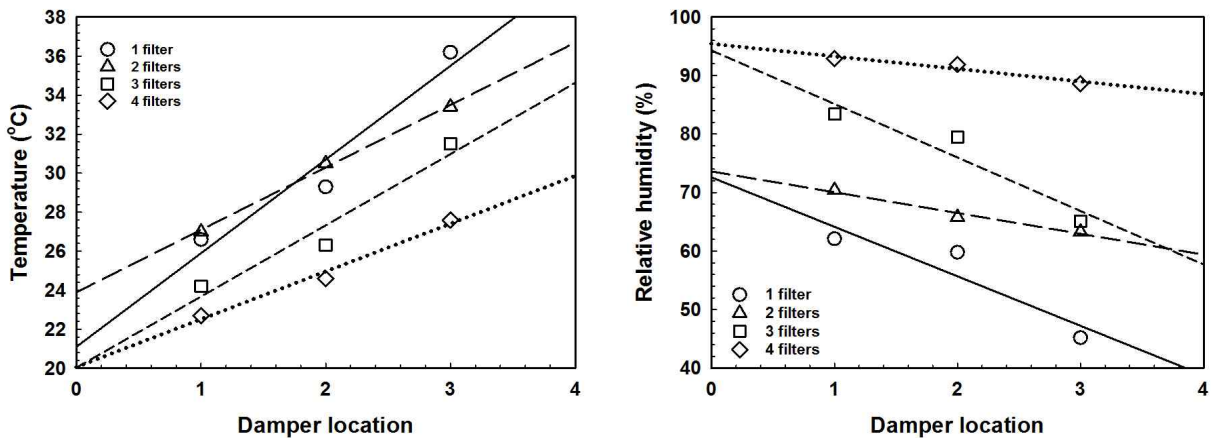 38
36
34
32
30
28
26
24
22
20
Temperature (°C)
1 filter
2 filters
3 filters
4 filters
0 1 2 3 4
Damper location
100
90
80
70
60
50
40
Relative humidity (%)
1 filter
2 filters
3 filters
4 filters
0 1 2 3 4
Damper location